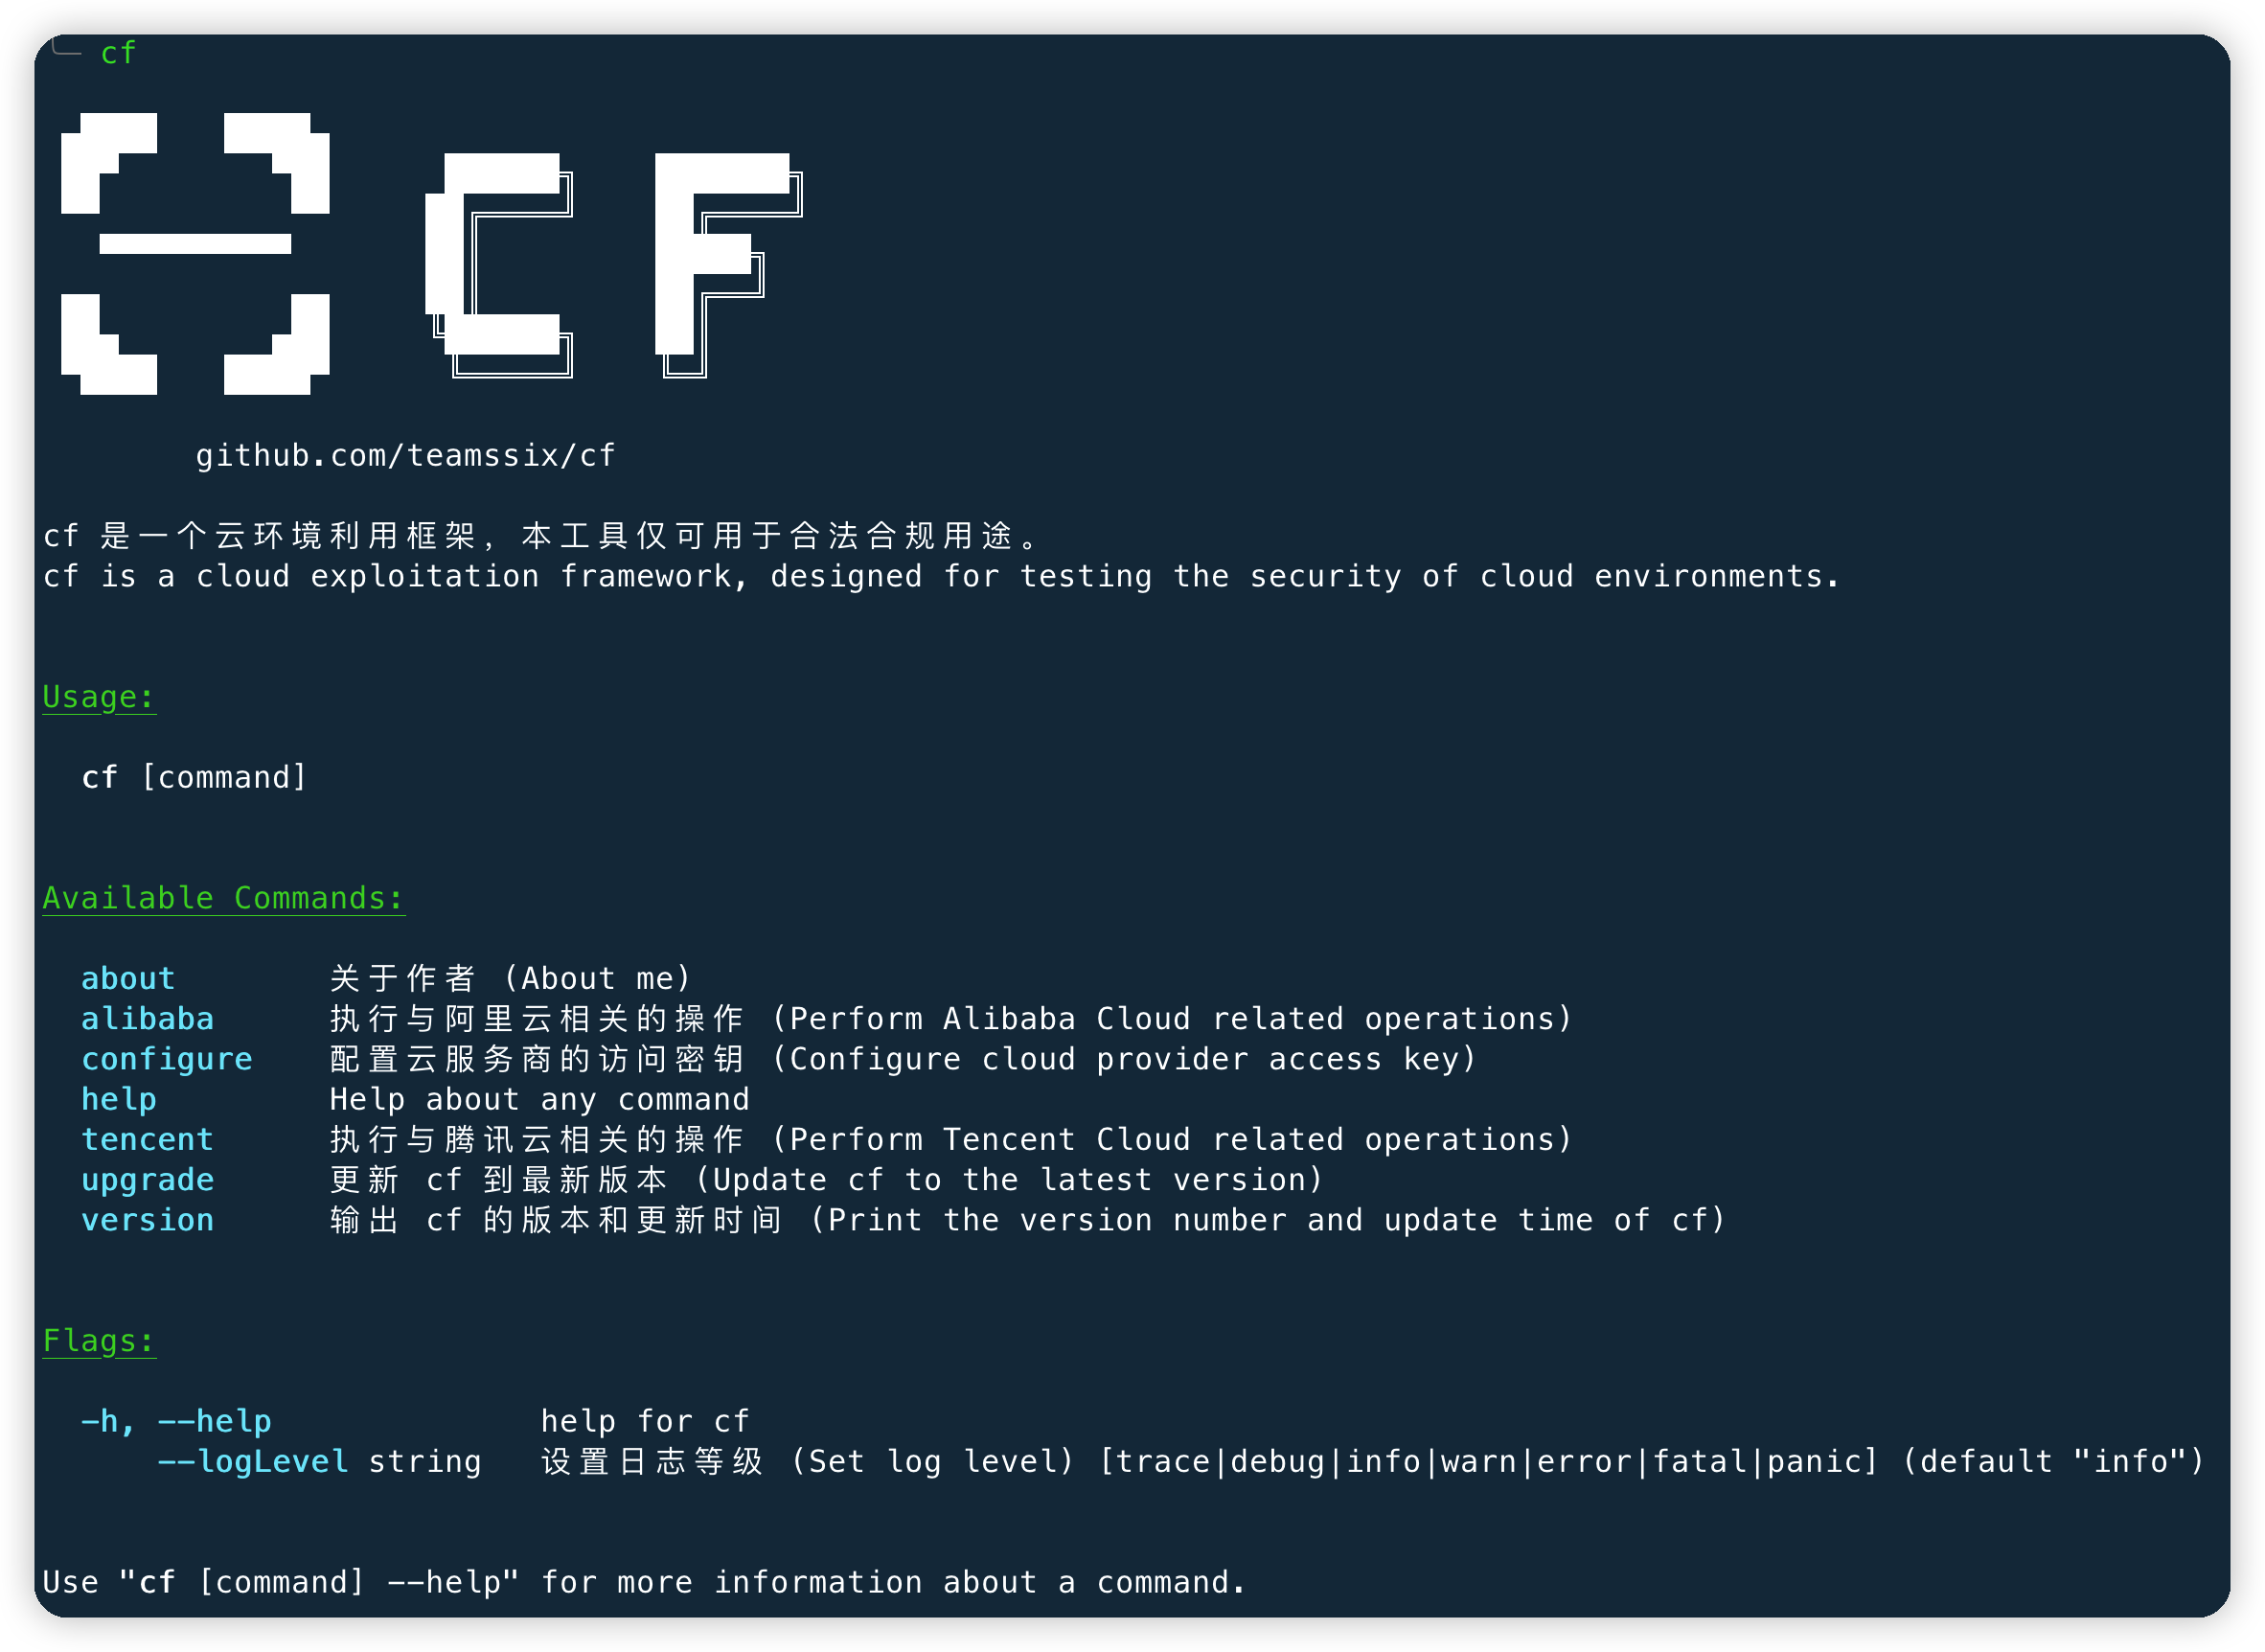 cf
CF
github.com/teamssix/cf
cf 是一个云环境利用框架，本工具仅可用于合法合规用途。
cf is a cloud exploitation framework, designed for testing the security of cloud environments.
Usage:
cf [command]
Available Commands:
about 关于作者 (About me)
alibaba 执行与阿里云相关的操作 (Perform Alibaba Cloud related operations)
configure 配置云服务商的访问密钥 (Configure cloud provider access key)
help Help about any command
tencent 执行与腾讯云相关的操作 (Perform Tencent Cloud related operations)
upgrade 更新 cf 到最新版本 (Update cf to the latest version)
version 输出 cf 的版本和更新时间 (Print the version number and update time of cf)
Flags:
-h, --help help for cf
--logLevel string 设置日志等级 (Set log level) [trace|debug|info|warn|error|fatal|panic] (default "info")
Use "cf [command] --help" for more information about a command.